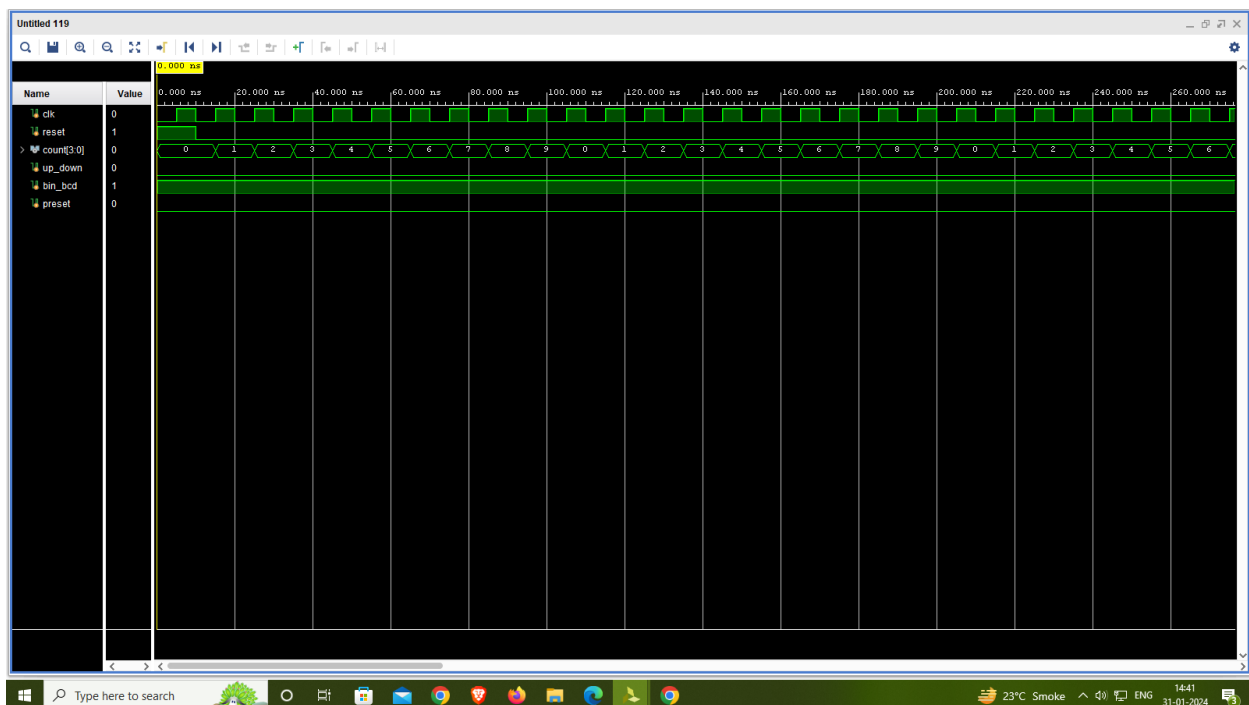 Untitled 119
0.000 ns
Name Value
0.000 ns 20.000 ns 40.000 ns 60.000 ns 80.000 ns 100.000 ns 120.000 ns 140.000 ns 160.000 ns 180.000 ns 200.000 ns 220.000 ns 240.000 ns 260.000 ns
clk 0
reset 1
count[3:0] 0 0 1 2 3 4 5 6 7 8 9 0 1 2 3 4 5 6 7 8 9 0 1 2 3 4 5 6
up_down 0
bin_bcd 1
preset 0
Type here to search 23°C Smoke ENG 14:41
31-01-2024 3